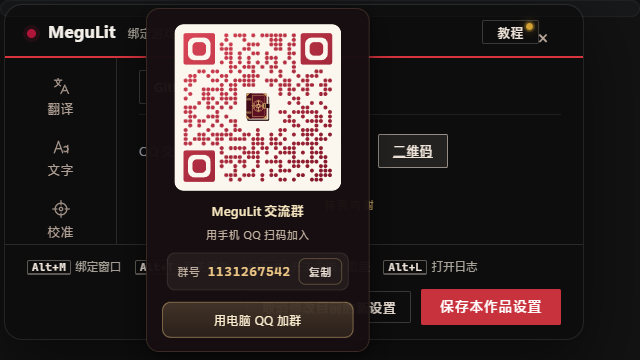 MeguLit 绑定
教程
翻译
文字
校准
二维码
MeguLit 交流群
用手机 QQ 扫码加入
群号 1131267542 复制
用电脑 QQ 加群
Alt+M 绑定窗口
Alt+L 打开日志
设置
保存本作品设置